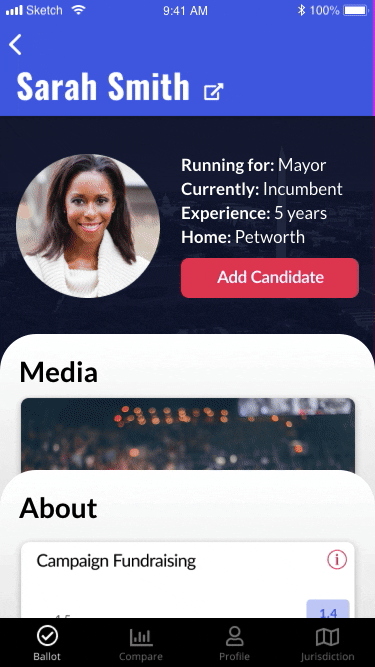 Sketch 9:41 AM 100%
Sarah Smith
Running for: Mayor
Currently: Incumbent
Experience: 5 years
Home: Petworth
Add Candidate
Media
About
Campaign Fundraising
1.4
Ballot Compare Profile Jurisdiction